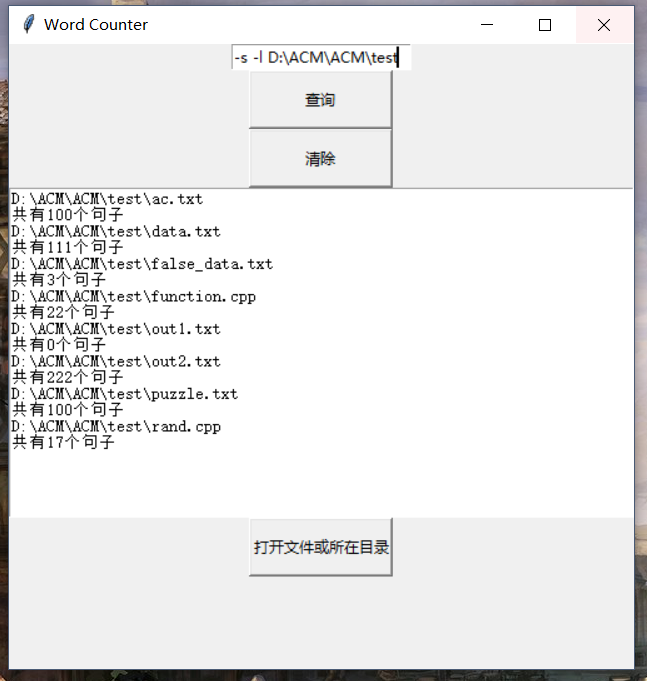 Word Counter
-s -l D:\ACM\ACM\test
查询
清除
D:\ACM\ACM\test\ac.txt
共有100个句子
D:\ACM\ACM\test\data.txt
共有111个句子
D:\ACM\ACM\test\false_data.txt
共有3个句子
D:\ACM\ACM\test\function.cpp
共有22个句子
D:\ACM\ACM\test\out1.txt
共有0个句子
D:\ACM\ACM\test\out2.txt
共有222个句子
D:\ACM\ACM\test\puzzle.txt
共有100个句子
D:\ACM\ACM\test\rand.cpp
共有17个句子
打开文件或所在目录